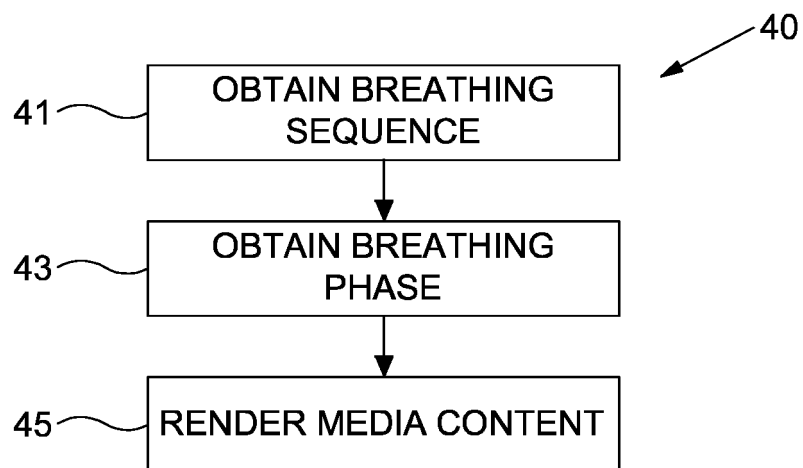 40
41
OBTAIN BREATHING
SEQUENCE
43
OBTAIN BREATHING
PHASE
45
RENDER MEDIA CONTENT